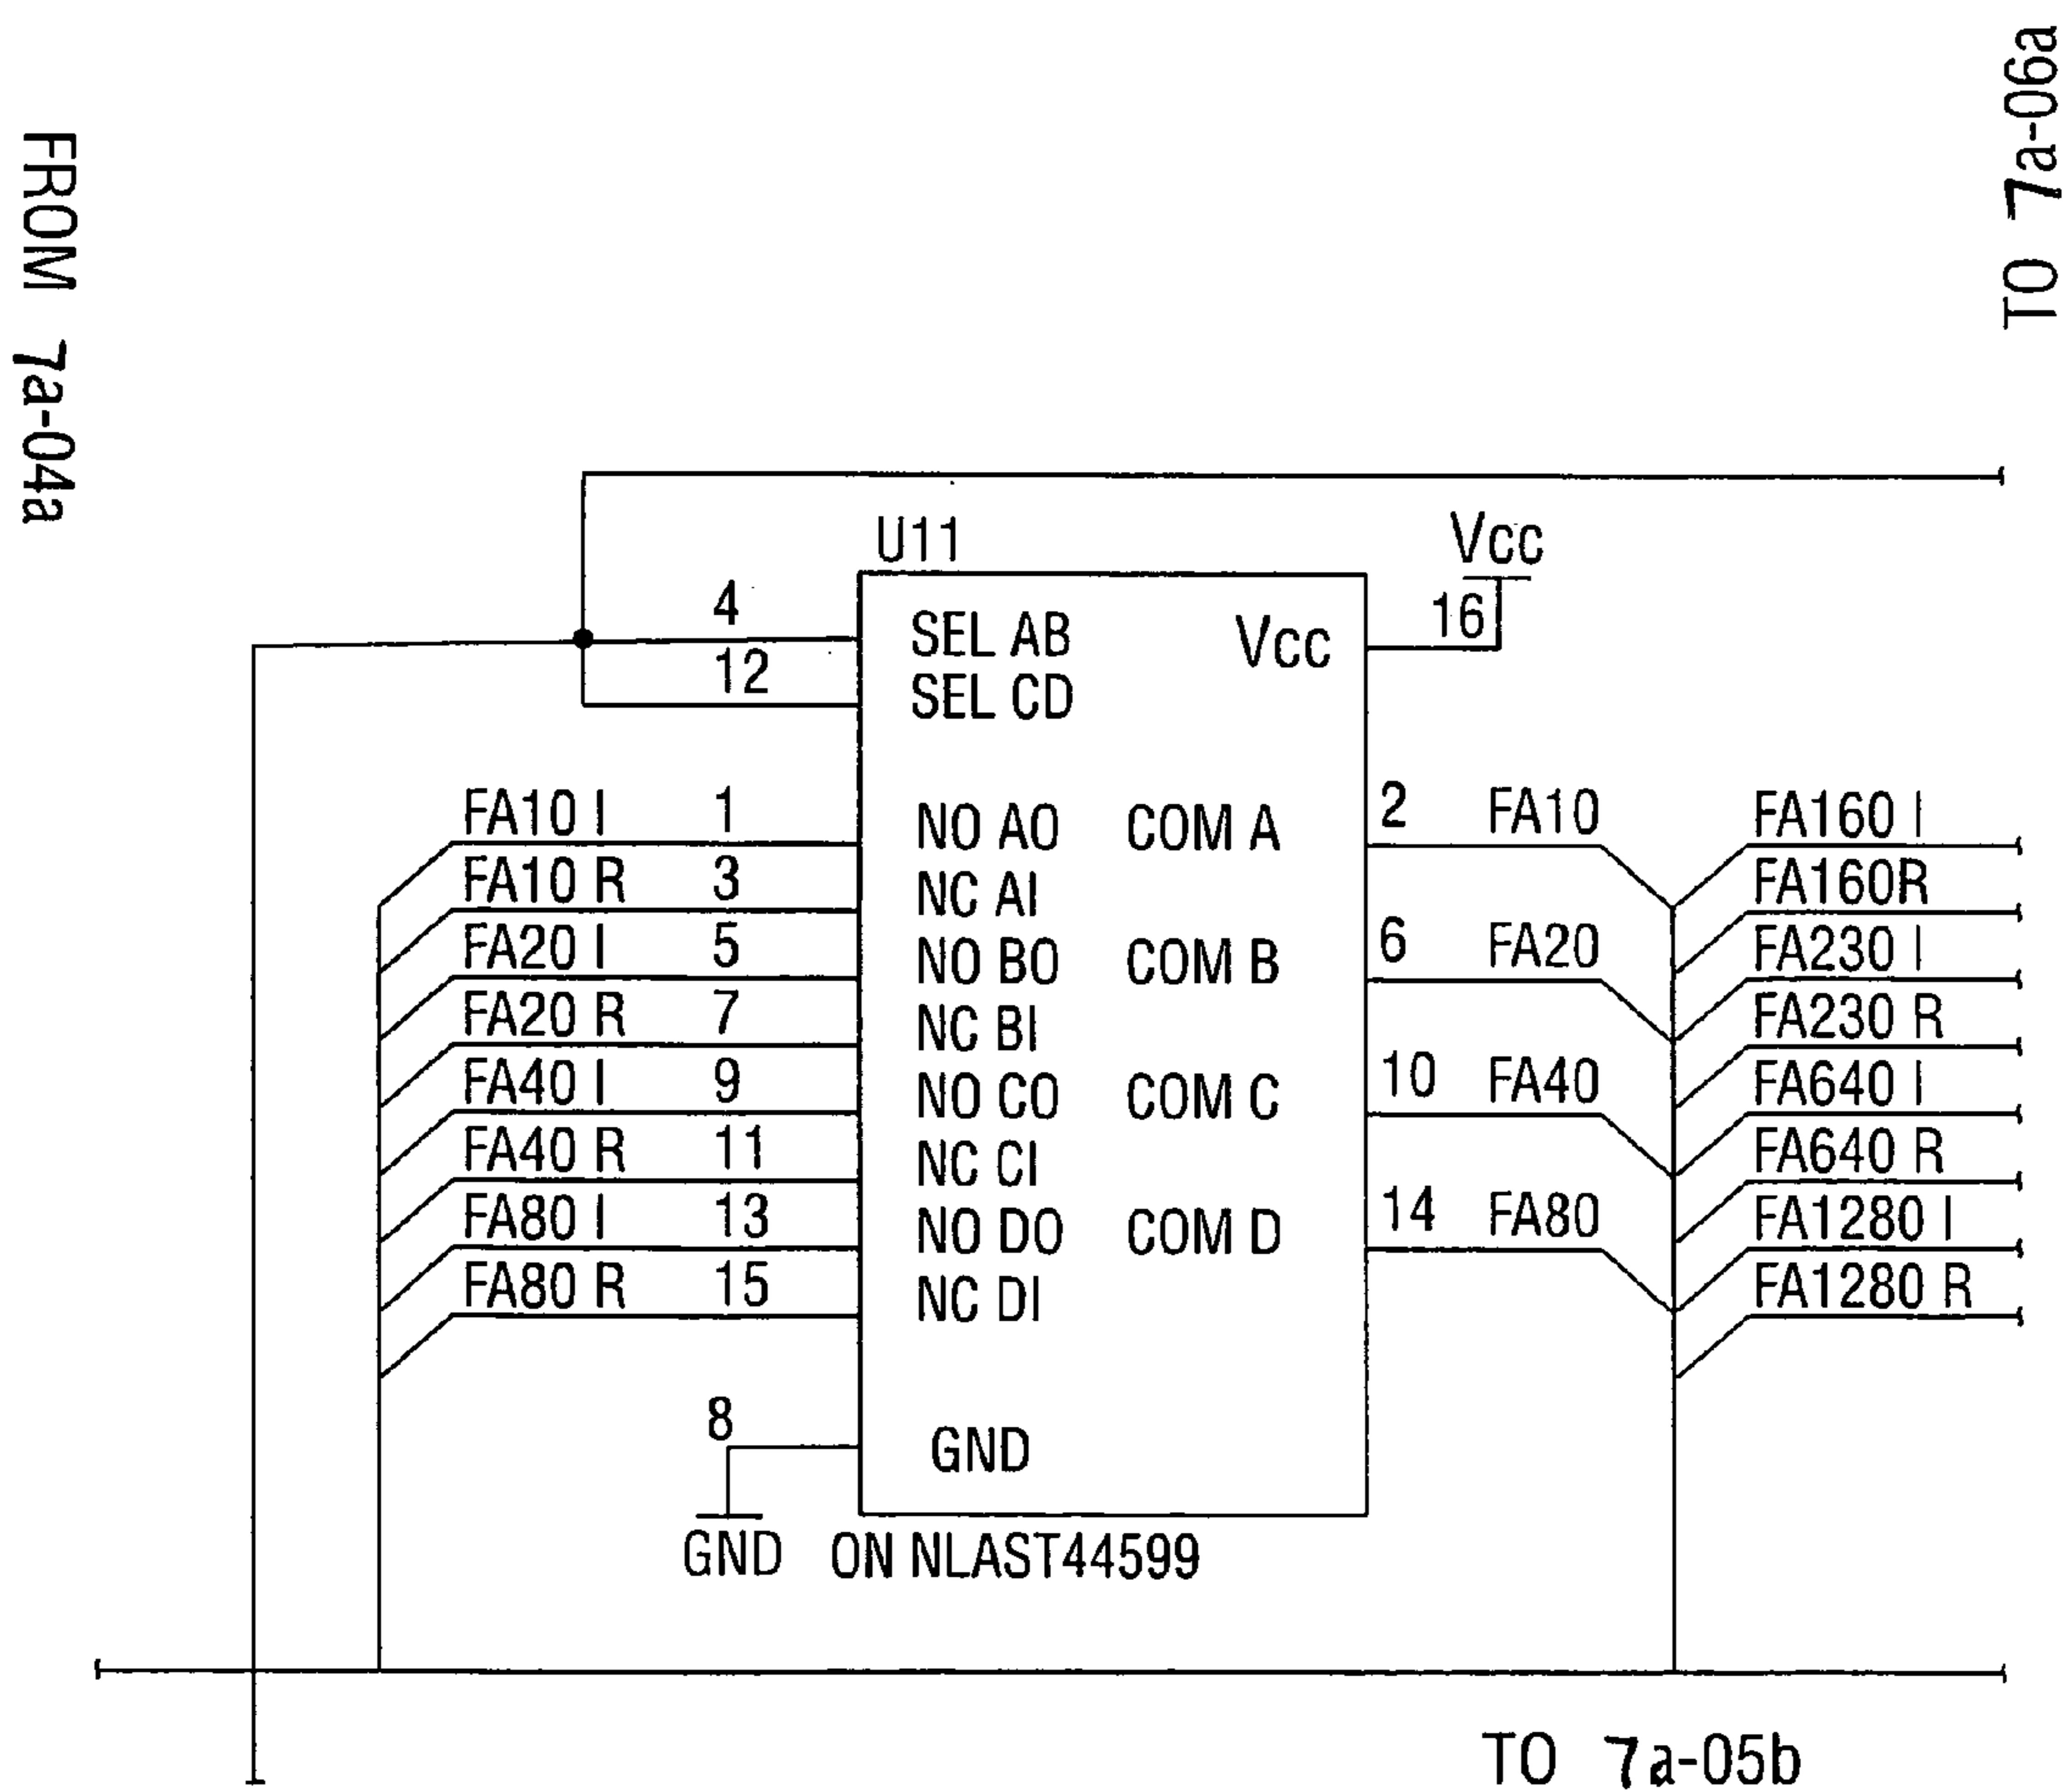 FROM 7a-04a
TO 7a-06a
U11
Vcc
4
SEL AB
Vcc
16
12
SEL CD
FA10 I 1 NO AO COM A 2 FA10 FA160 I
FA10 R 3 NC AI FA160R
FA20 I 5 NO BO COM B 6 FA20 FA230 I
FA20 R 7 NC BI FA230 R
FA40 I 9 NO CO COM C 10 FA40 FA640 I
FA40 R 11 NC CI FA640 R
FA80 I 13 NO DO COM D 14 FA80 FA1280 I
FA80 R 15 NC DI FA1280 R
8 GND
GND ON NLAST44599
TO 7a-05b